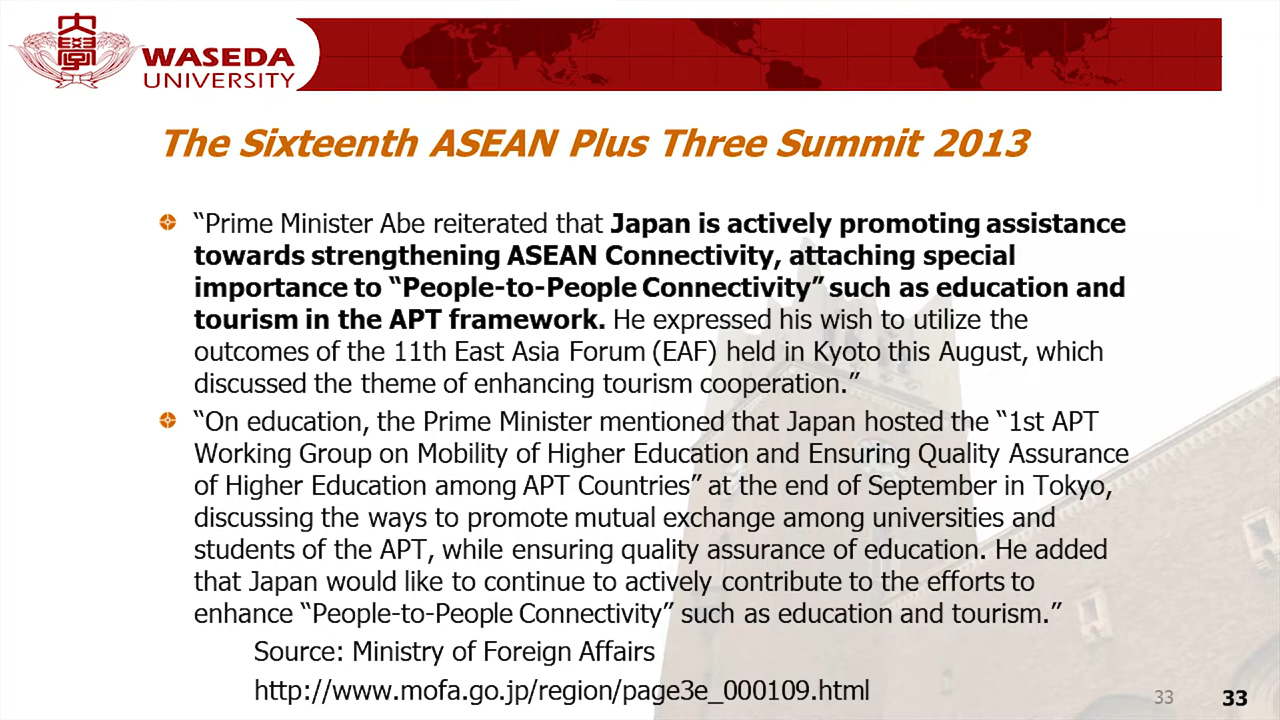 大學
WASEDA
UNIVERSITY
The Sixteenth ASEAN Plus Three Summit 2013
“Prime Minister Abe reiterated that Japan is actively promoting assistance
towards strengthening ASEAN Connectivity, attaching special
importance to “People-to-People Connectivity” such as education and
tourism in the APT framework. He expressed his wish to utilize the
outcomes of the 11th East Asia Forum (EAF) held in Kyoto this August, which
discussed the theme of enhancing tourism cooperation.”
“On education, the Prime Minister mentioned that Japan hosted the “1st APT
Working Group on Mobility of Higher Education and Ensuring Quality Assurance
of Higher Education among APT Countries” at the end of September in Tokyo,
discussing the ways to promote mutual exchange among universities and
students of the APT, while ensuring quality assurance of education. He added
that Japan would like to continue to actively contribute to the efforts to
enhance “People-to-People Connectivity” such as education and tourism.”
Source: Ministry of Foreign Affairs
http://www.mofa.go.jp/region/page3e_000109.html
33
33